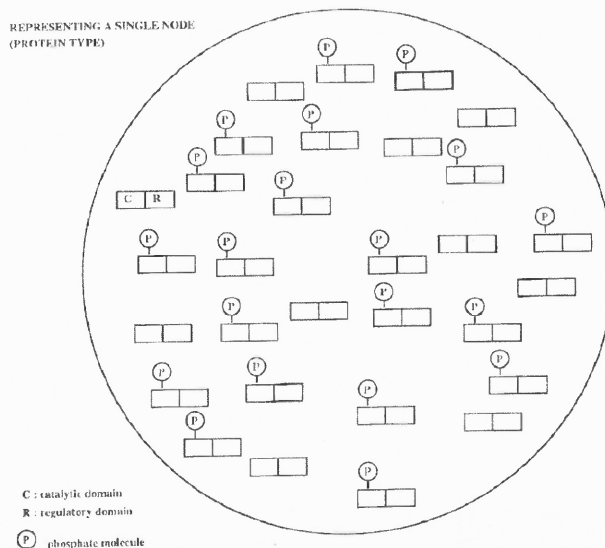 REPRESENTING A SINGLE NODE
(PROTEIN TYPE)
P
P
P
P
P
P
P
C R
P
P
P
P
P
P
P
P
P
P
P
P
P
C : catalytic domain
R : regulatory domain
P phosphate molecule